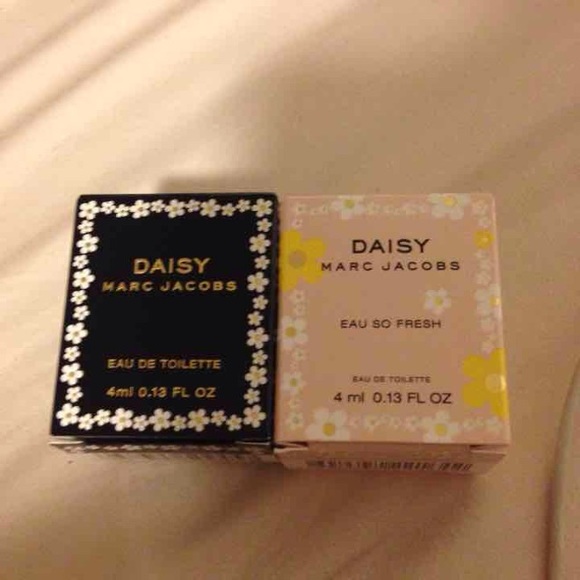 DAISY
MARC JACOBS
EAU DE TOILETTE
4ml 0.13 FL OZ
DAISY
MARC JACOBS
EAU SO FRESH
EAU DE TOILETTE
4 ml 0.13 FL OZ